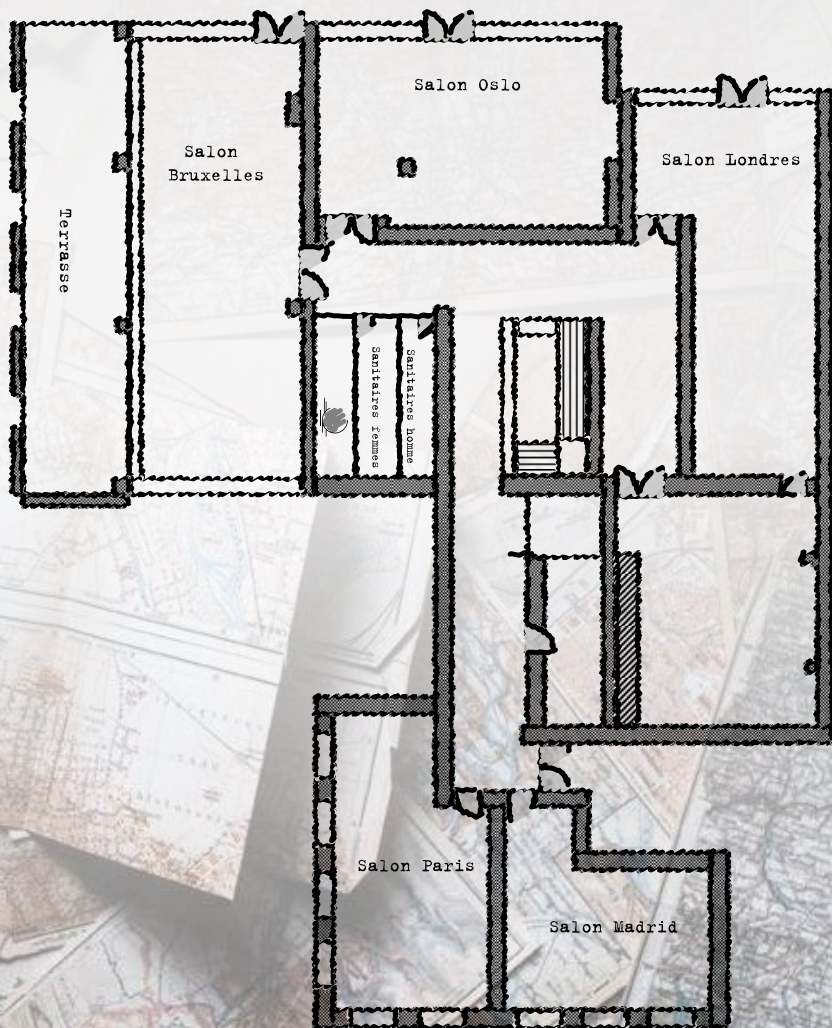 Salon Oslo
Salon
Bruxelles
Salon Londres
Terrasse
Sanitaires femmes
Sanitaires homme
Salon Paris
Salon Madrid